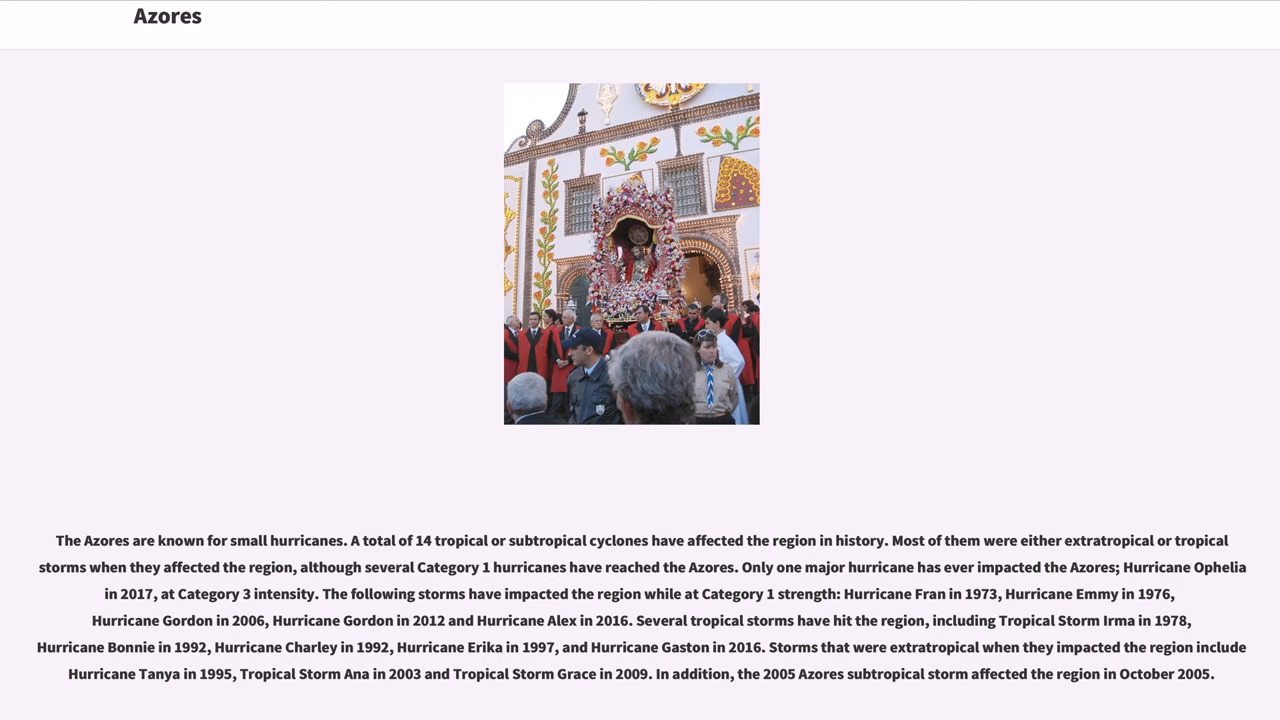 Azores
The Azores are known for small hurricanes. A total of 14 tropical or subtropical cyclones have affected the region in history. Most of them were either extratropical or tropical
storms when they affected the region, although several Category 1 hurricanes have reached the Azores. Only one major hurricane has ever impacted the Azores; Hurricane Ophelia
in 2017, at Category 3 intensity. The following storms have impacted the region while at Category 1 strength: Hurricane Fran in 1973, Hurricane Emmy in 1976,
Hurricane Gordon in 2006, Hurricane Gordon in 2012 and Hurricane Alex in 2016. Several tropical storms have hit the region, including Tropical Storm Irma in 1978,
Hurricane Bonnie in 1992, Hurricane Charley in 1992, Hurricane Erika in 1997, and Hurricane Gaston in 2016. Storms that were extratropical when they impacted the region include
Hurricane Tanya in 1995, Tropical Storm Ana in 2003 and Tropical Storm Grace in 2009. In addition, the 2005 Azores subtropical storm affected the region in October 2005.